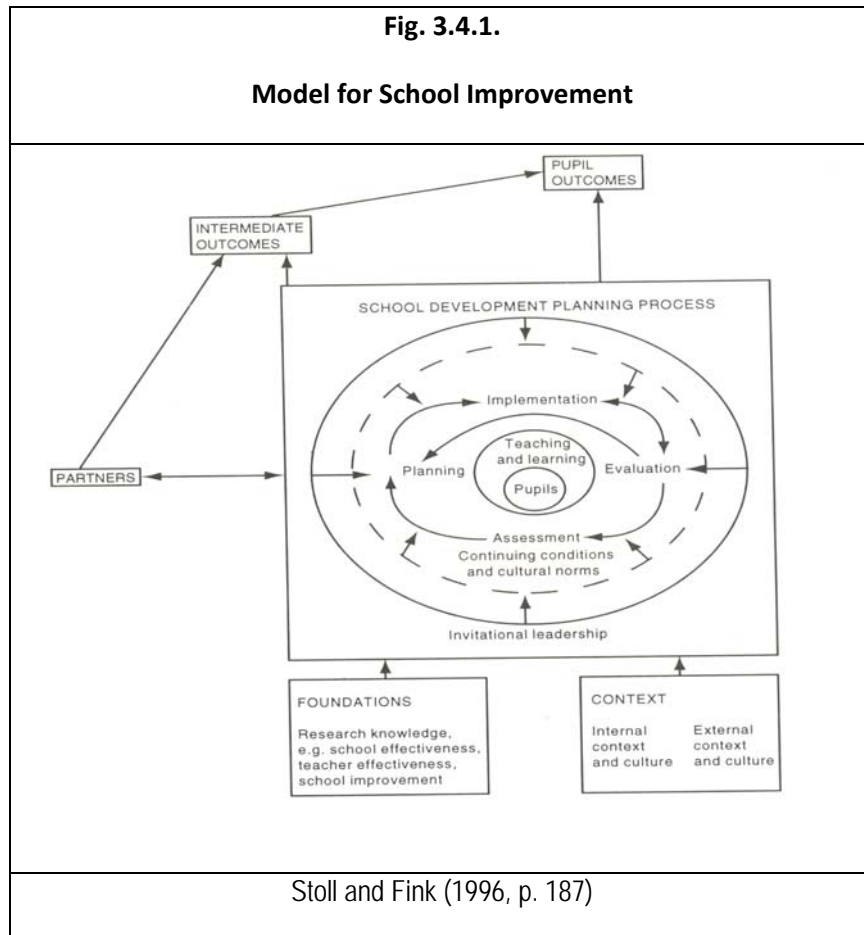 Fig. 3.4.1.
Model for School Improvement
PUPIL
OUTCOMES
INTERMEDIATE
OUTCOMES
SCHOOL DEVELOPMENT PLANNING PROCESS
Implementation
Teaching
and learning
Planning
Evaluation
Pupils
PARTNERS
Assessment
Continuing conditions
and cultural norms
Invitational leadership
FOUNDATIONS
Research knowledge,
e.g. school effectiveness,
teacher effectiveness,
school improvement
CONTEXT
Internal
context
and culture
External
context
and culture
Stoll and Fink (1996, p. 187)